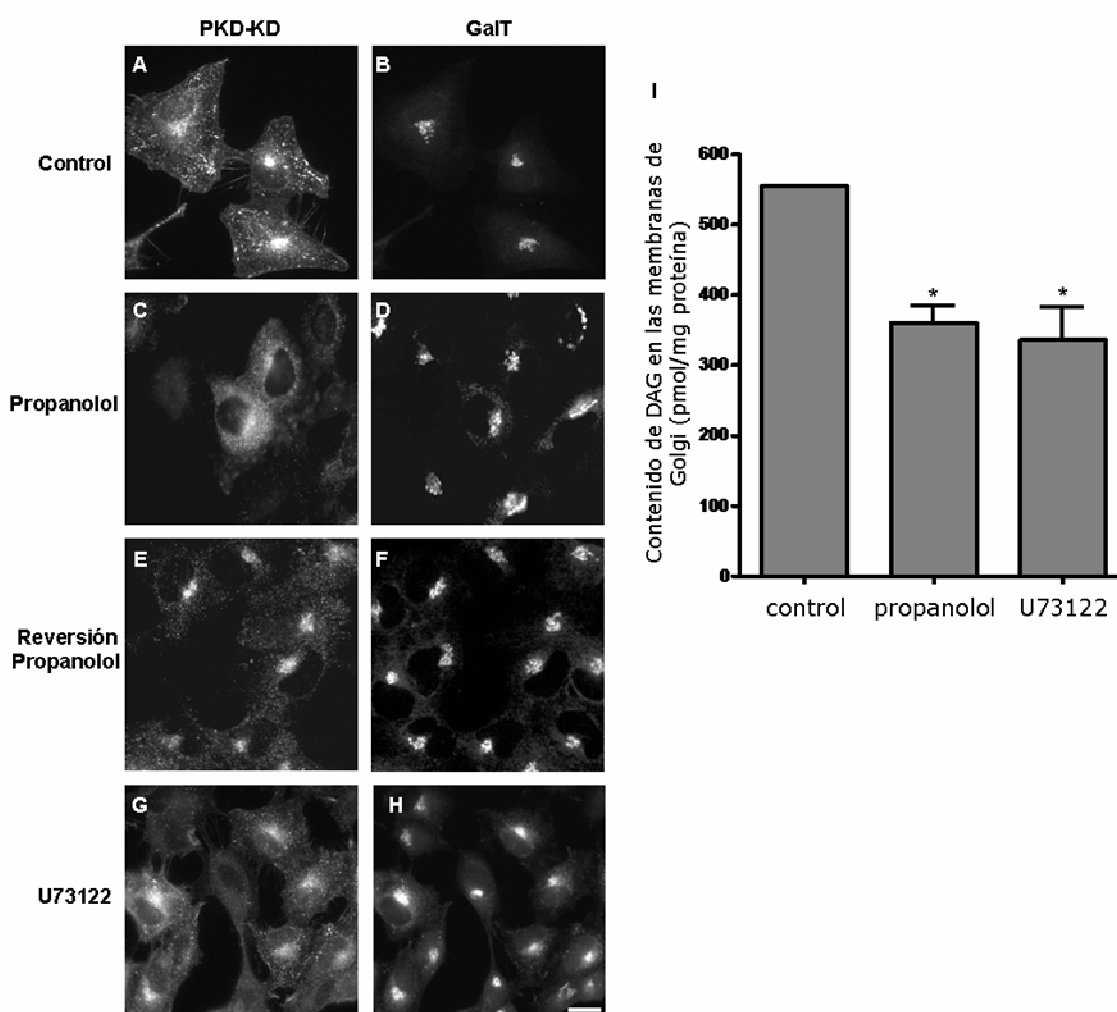 PKD-KD
GalT
Control
A
B
Propanolol
C
D
Reversión
Propanolol
E
F
U73122
G
H
I
Contenido de DAG en las membranas de
Golgi (pmol/mg proteína)
600
500
400
300
200
100
0
*
*
control
propanolol
U73122